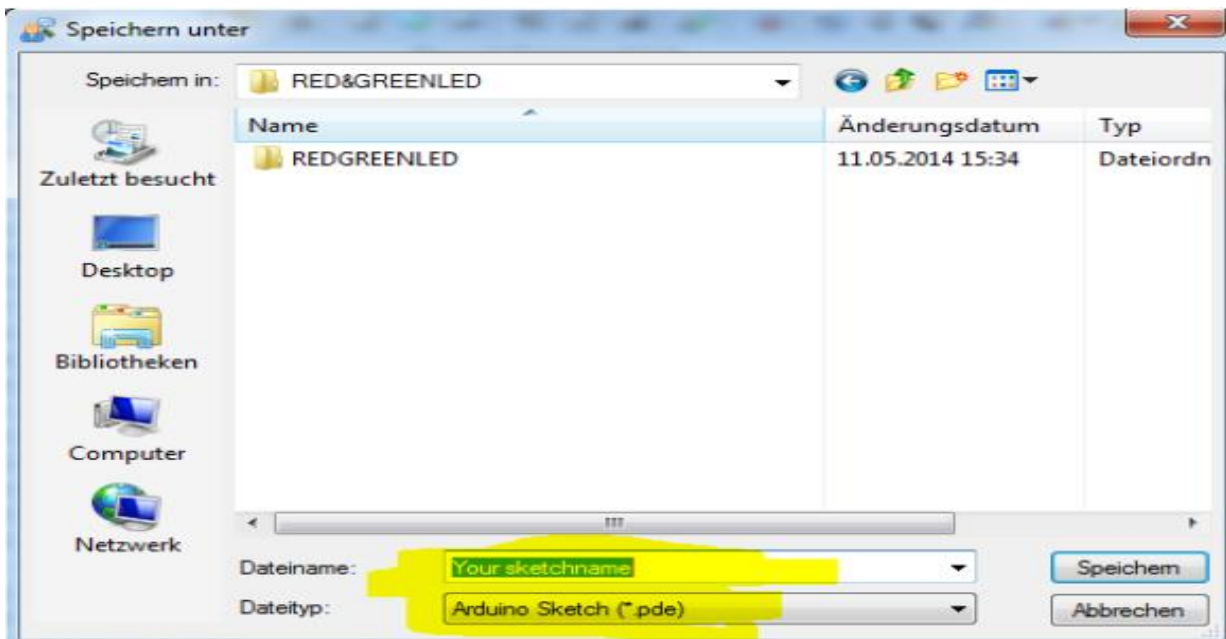 Speichern unter
Speichern in: RED&GREENLED
Name Änderungsdatum Typ
REDGREENLED 11.05.2014 15:34 Dateiordn
Zuletzt besucht
Desktop
Bibliotheken
Computer
Netzwerk
Dateiname: Your sketchname Speichern
Dateityp: Arduino Sketch (*.pde) Abbrechen